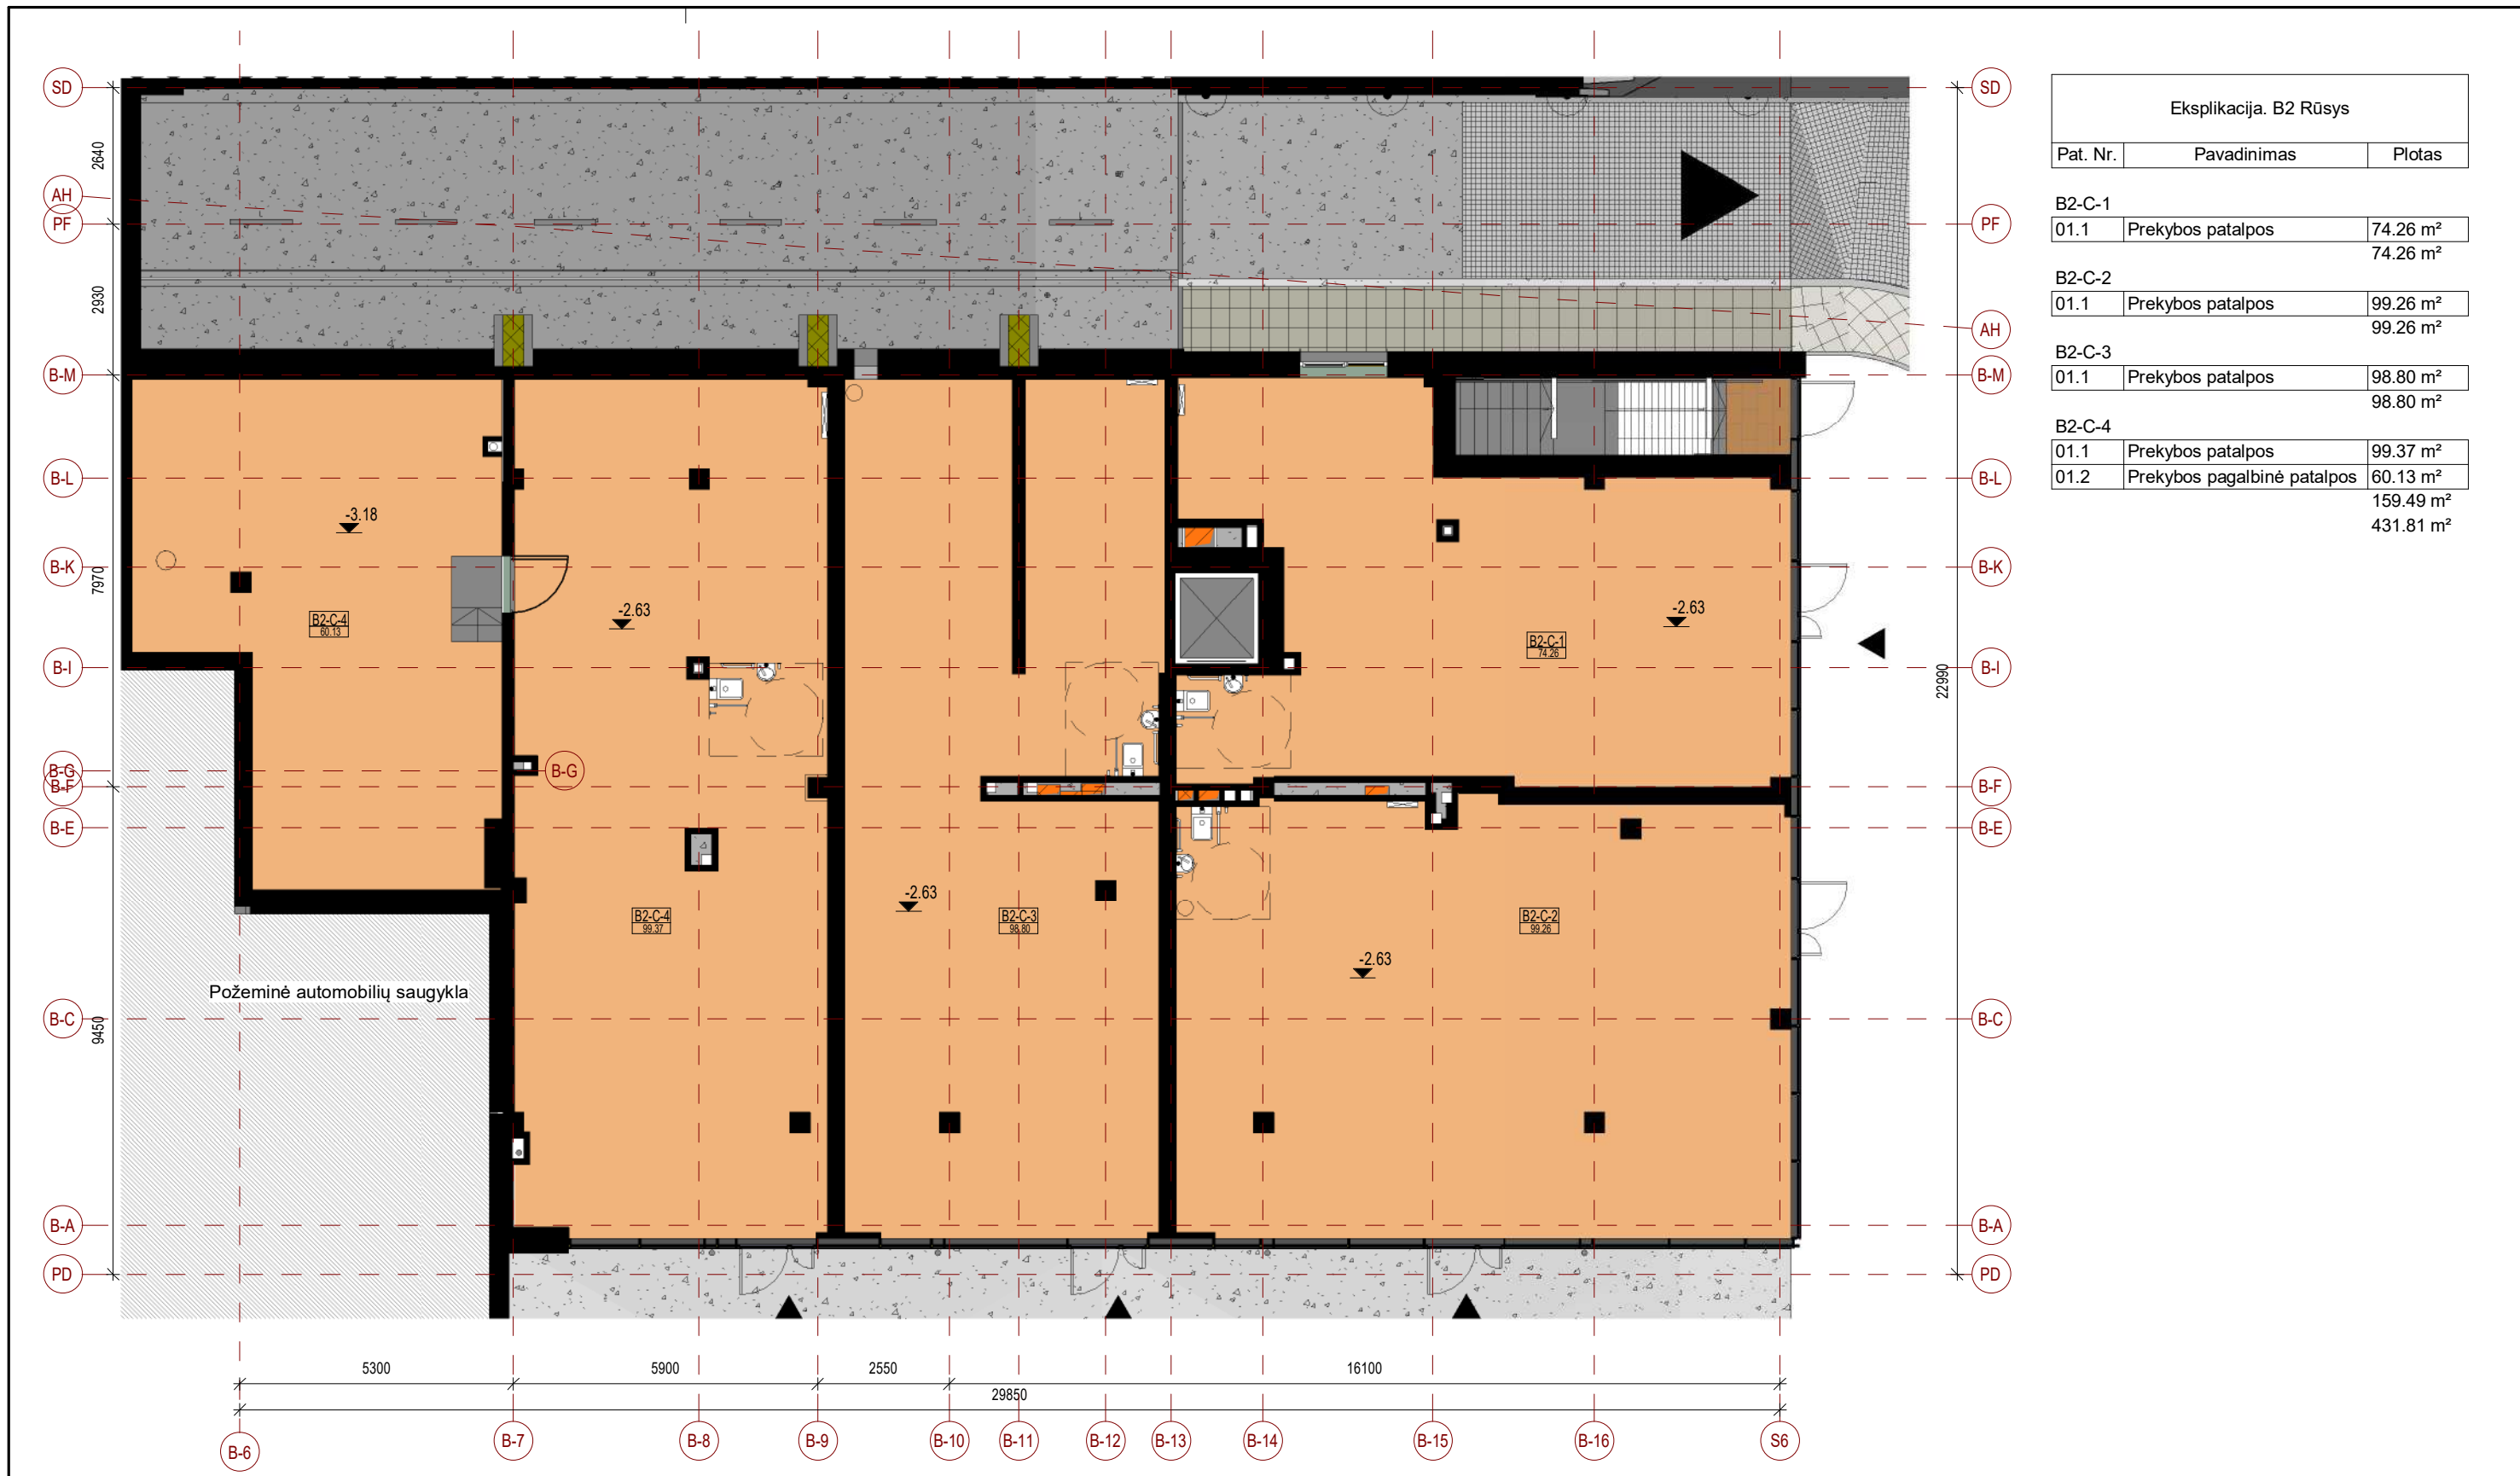 SD
SD
2640
AH
PF
PF
2930
AH
B-M
B-M
B-L
B-L
-3.18
B-K
B-K
7970
-2.63
-2.63
B2-C-4
60.13
B2-C-1
74.26
B-I
B-I
22990
B-G
B-G
B-F
B-F
B-E
B-E
-2.63
B2-C-4
99.37
B2-C-3
98.80
B2-C-2
99.26
-2.63
Požeminė automobilių saugykla
B-C
B-C
9450
B-A
B-A
PD
PD
5300
5900
2550
16100
29850
B-6
B-7
B-8
B-9
B-10
B-11
B-12
B-13
B-14
B-15
B-16
S6
Eksplikacija. B2 Rūsys
Pat. Nr. Pavadinimas Plotas
B2-C-1
01.1 Prekybos patalpos 74.26 m²
74.26 m²
B2-C-2
01.1 Prekybos patalpos 99.26 m²
99.26 m²
B2-C-3
01.1 Prekybos patalpos 98.80 m²
98.80 m²
B2-C-4
01.1 Prekybos patalpos 99.37 m²
01.2 Prekybos pagalbinė patalpos 60.13 m²
159.49 m²
431.81 m²